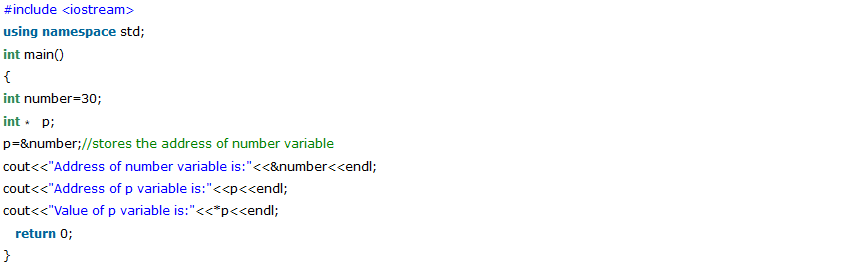 #include <iostream>
using namespace std;
int main()
{
int number=30;
int * p;
p=&number;//stores the address of number variable
cout<<"Address of number variable is:"<<&number<<endl;
cout<<"Address of p variable is:"<<p<<endl;
cout<<"Value of p variable is:"<<*p<<endl;
return 0;
}